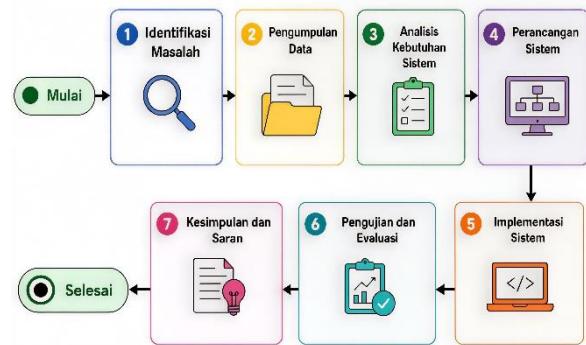 Mulai
1 Identifikasi
Masalah
2 Pengumpulan
Data
3 Analisis
Kebutuhan
Sistem
4 Perancangan
Sistem
5 Implementasi
Sistem
</>
6 Pengujian dan
Evaluasi
7 Kesimpulan dan
Saran
Selesai